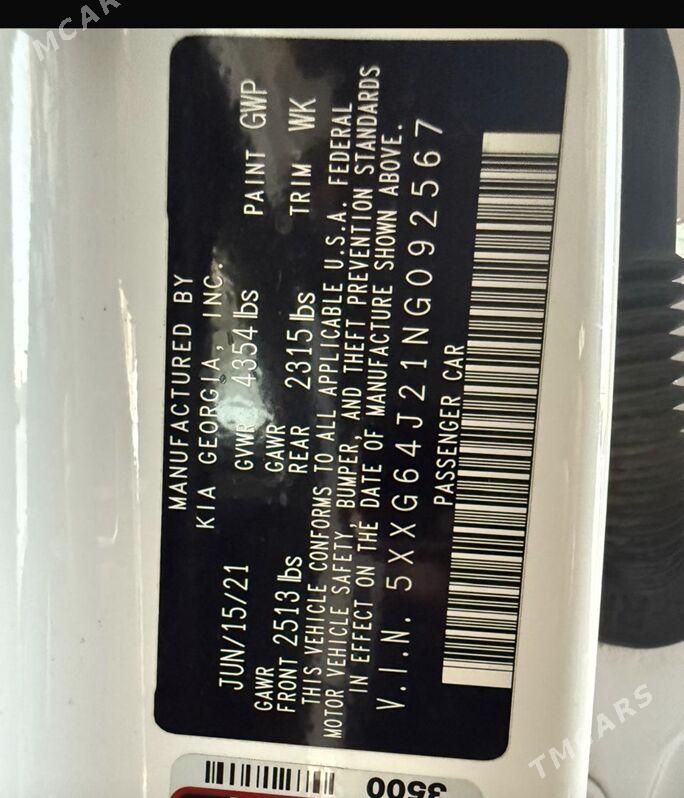 MANUFACTURED BY
KIA GEORGIA, INC.
JUN/15/21 GVWR 4354 lbs PAINT GWP
GAWR GAWR
FRONT 2513 lbs REAR 2315 lbs TRIM WK
THIS VEHICLE CONFORMS TO ALL APPLICABLE U.S.A. FEDERAL
MOTOR VEHICLE SAFETY, BUMPER, AND THEFT PREVENTION STANDARDS
IN EFFECT ON THE DATE OF MANUFACTURE SHOWN ABOVE.
V.I.N. 5XXG64J21NG092567
PASSENGER CAR
3500
TMCARS
MCAR